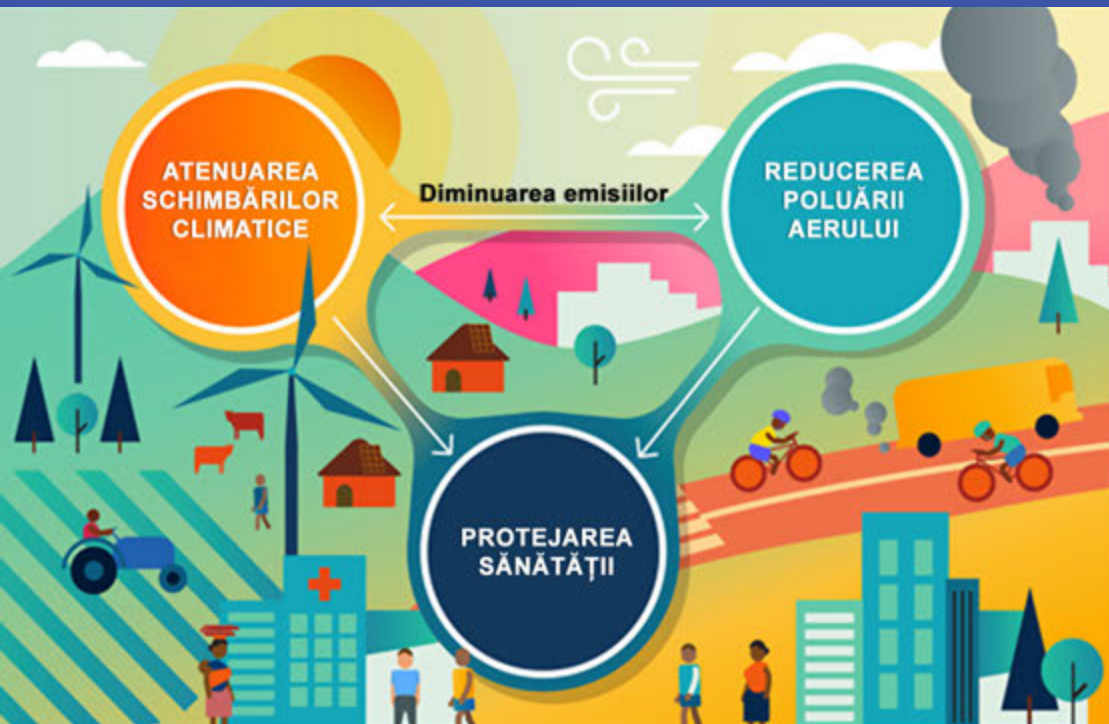 ATENUAREA
SCHIMBĂRILOR
CLIMATICE
Diminuarea emisiilor
REDUCEREA
POLUĂRII
AERULUI
PROTEJAREA
SĂNĂTĂȚII